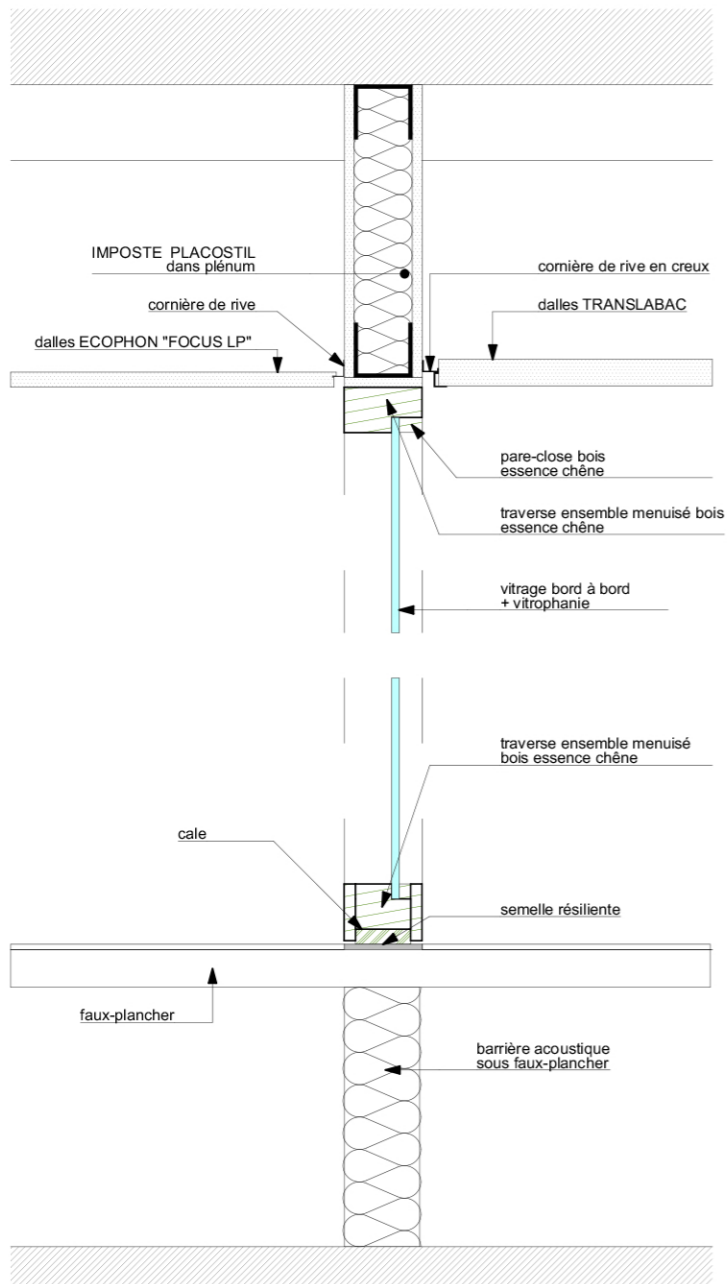 IMPOSTE PLACOSTIL
dans plénum
cornière de rive en creux
cornière de rive
dalles TRANSLABAC
dalles ECOPHON "FOCUS LP"
pare-close bois
essence chêne
traverse ensemble menuisé bois
essence chêne
vitrage bord à bord
+ vitrophanie
traverse ensemble menuisé
bois essence chêne
cale
semelle résiliente
faux-plancher
barrière acoustique
sous faux-plancher